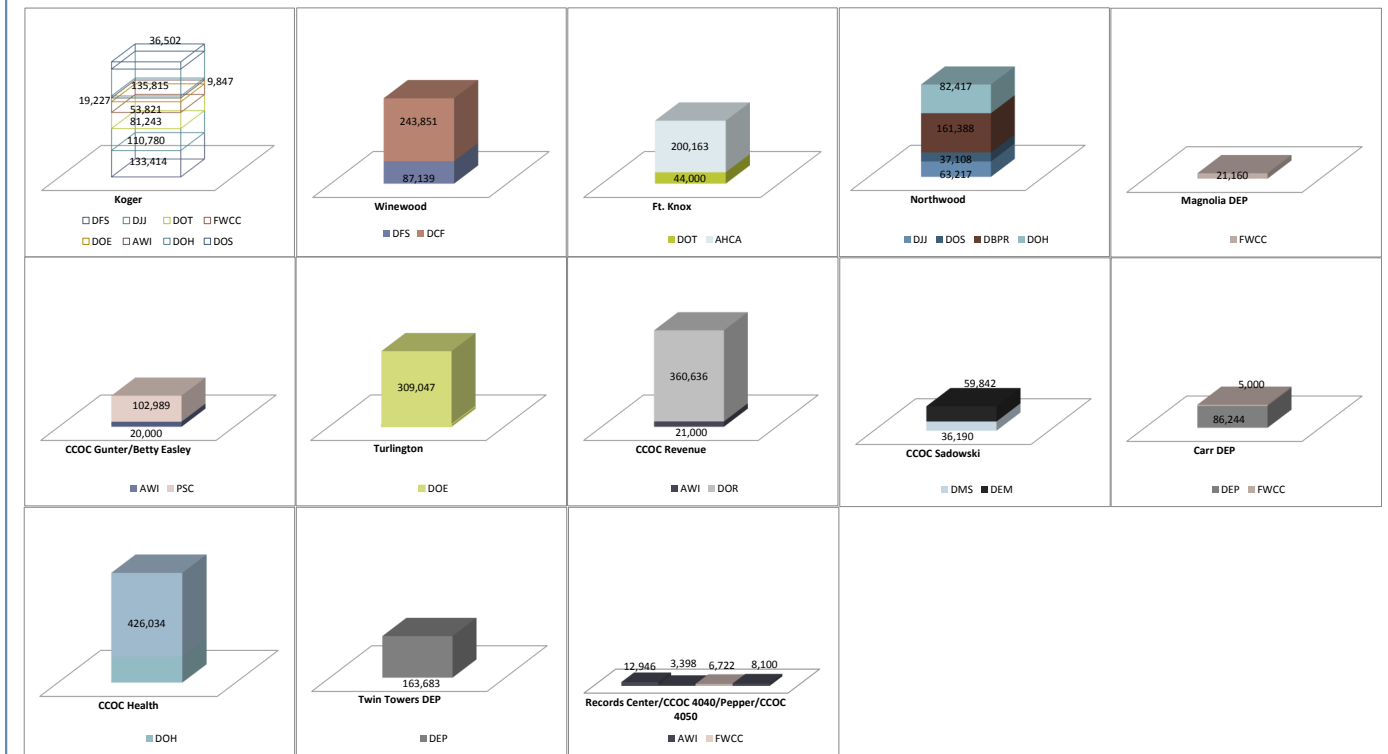 36,502
135,815
9,847
19,227
53,821
81,243
110,780
133,414
Koger
DFS DJJ DOT FWCC
DOE AWI DOH DOS
243,851
87,139
Winewood
DFS DCF
200,163
44,000
Ft. Knox
DOT AHCA
82,417
161,388
37,108
63,217
Northwood
DJJ DOS DBPR DOH
21,160
Magnolia DEP
FWCC
102,989
20,000
CCOC Gunter/Betty Easley
AWI PSC
309,047
Turlington
DOE
360,636
21,000
CCOC Revenue
AWI DOR
59,842
36,190
CCOC Sadowski
DMS DEM
5,000
86,244
Carr DEP
DEP FWCC
426,034
CCOC Health
DOH
163,683
Twin Towers DEP
DEP
12,946 3,398 6,722 8,100
Records Center/CCOC 4040/Pepper/CCOC
4050
AWI FWCC